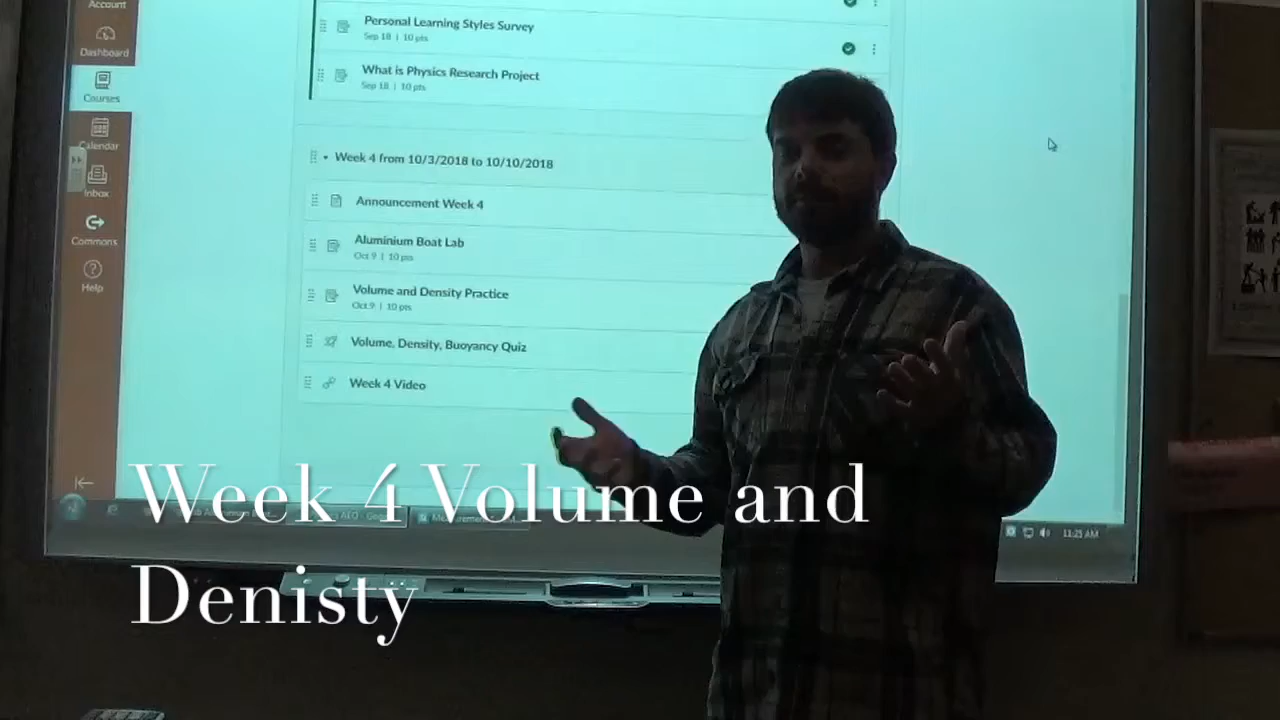 Account
Dashboard
Courses
Calendar
Inbox
Commons
Help
Personal Learning Styles Survey
Sep 18 | 10 pts
What is Physics Research Project
Sep 18 | 10 pts
Week 4 from 10/3/2018 to 10/10/2018
Announcement Week 4
Aluminium Boat Lab
Oct 9 | 10 pts
Volume and Density Practice
Oct 9 | 10 pts
Volume, Density, Buoyancy Quiz
Week 4 Video
11:25 AM
Week 4 Volume and
Denisty